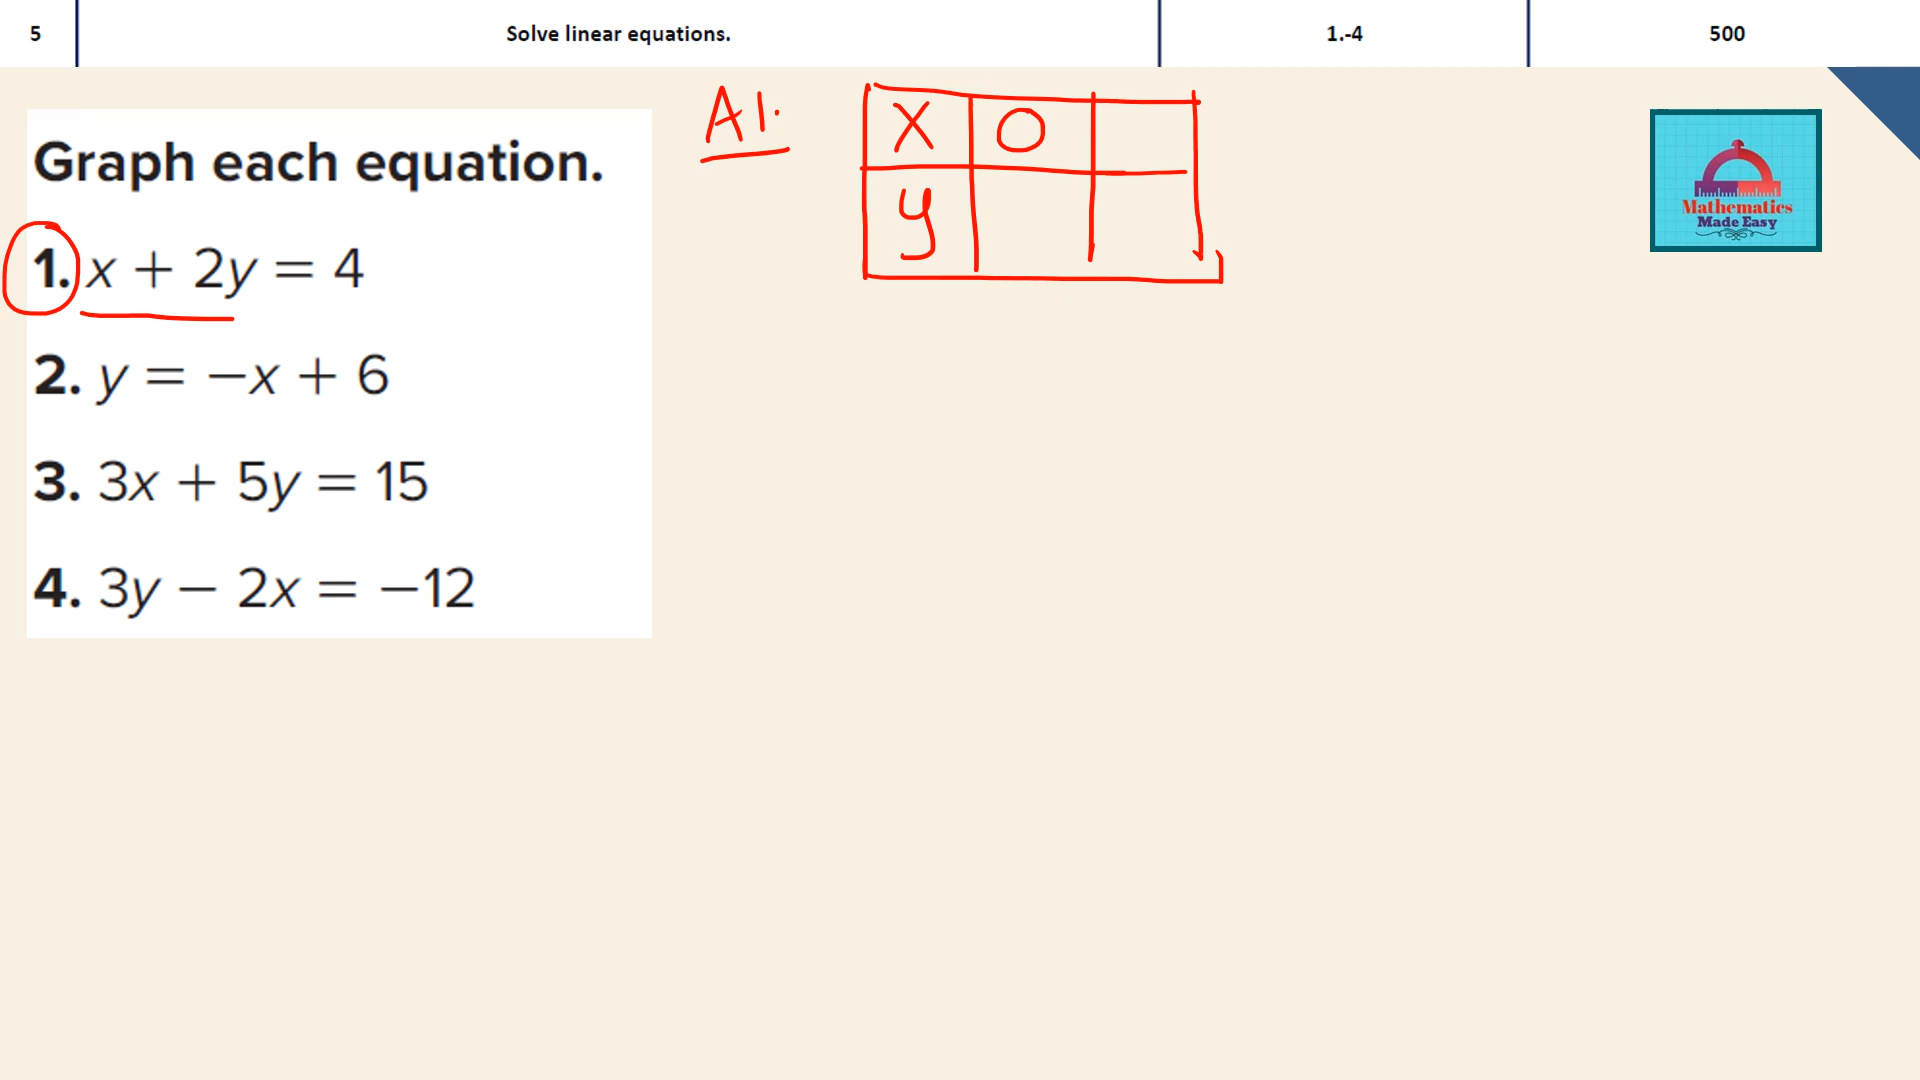 5 Solve linear equations. 1.-4 500
Graph each equation.
1. x + 2y = 4
2. y = −x + 6
3. 3x + 5y = 15
4. 3y − 2x = −12
A1.
X 0
y
Mathematics
Made Easy